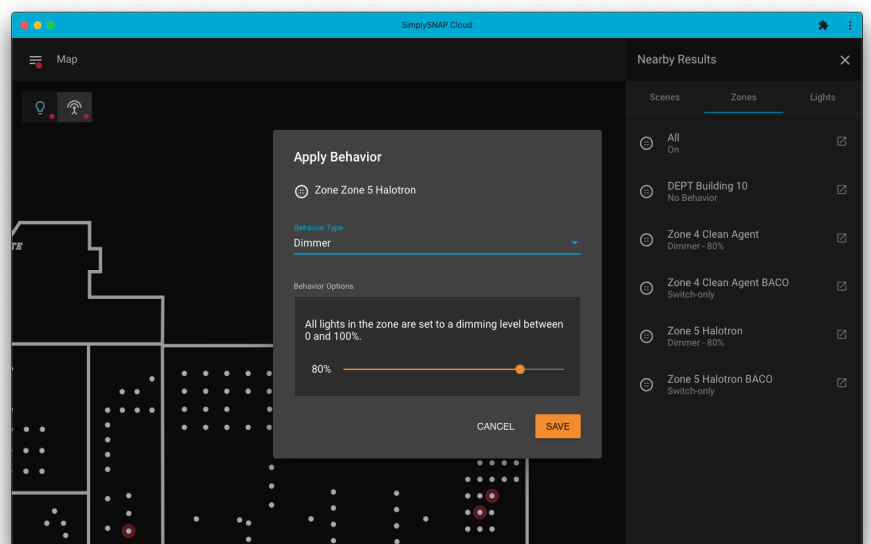 SimplySNAP Cloud
Map
Nearby Results
Scenes
Zones
Lights
All
On
DEPT Building 10
No Behavior
Zone 4 Clean Agent
Dimmer - 80%
Zone 4 Clean Agent BACO
Switch-only
Zone 5 Halotron
Dimmer - 80%
Zone 5 Halotron BACO
Switch-only
Apply Behavior
Zone Zone 5 Halotron
Behavior Type
Dimmer
Behavior Options
All lights in the zone are set to a dimming level between
0 and 100%.
80%
CANCEL
SAVE